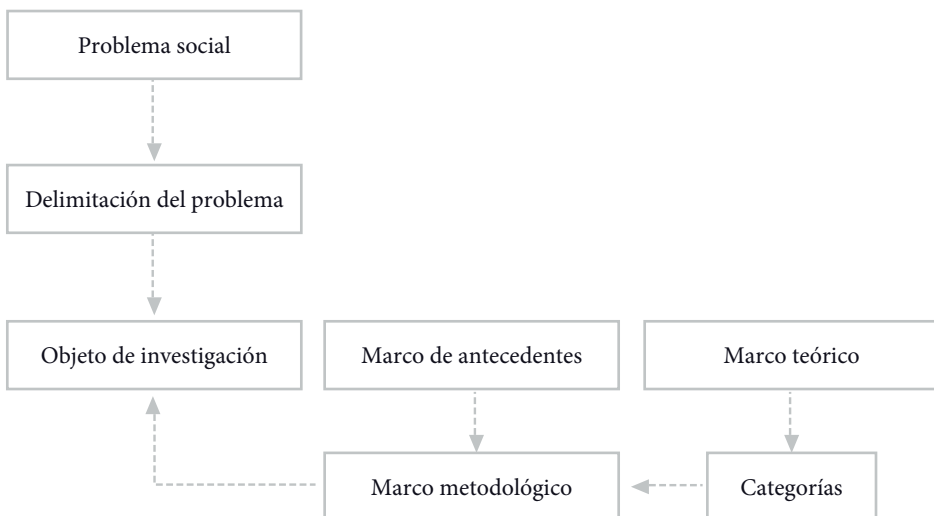 Problema social
Delimitación del problema
Objeto de investigación
Marco de antecedentes
Marco teórico
Marco metodológico
Categorías